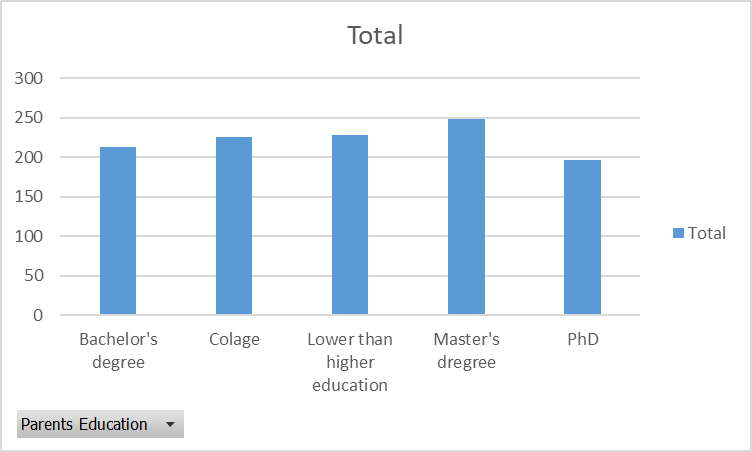 Total
300
250
200
150
100
50
0
Bachelor's
degree
Colage
Lower than
higher
education
Master's
dregree
PhD
Total
Parents Education